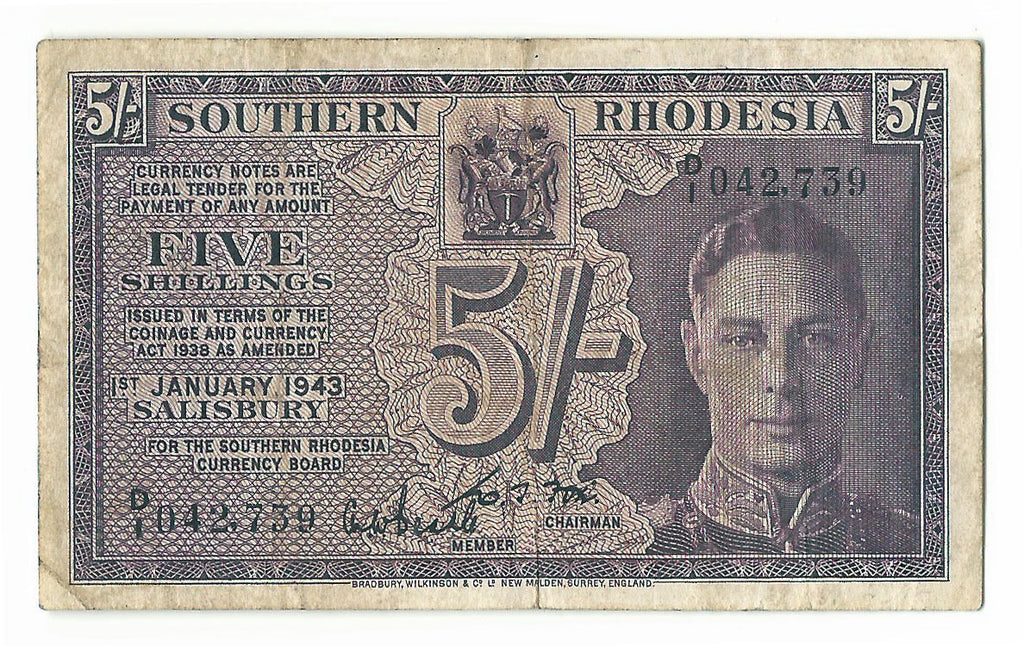 5/-
SOUTHERN RHODESIA
5/-
CURRENCY NOTES ARE
LEGAL TENDER FOR THE
PAYMENT OF ANY AMOUNT
D/1 042,739
FIVE
SHILLINGS
ISSUED IN TERMS OF THE
COINAGE AND CURRENCY
ACT 1938 AS AMENDED
5/-
1ST JANUARY 1943
SALISBURY
FOR THE SOUTHERN RHODESIA
CURRENCY BOARD
D/1 042,739
CHAIRMAN
MEMBER
BRADBURY, WILKINSON & Co. Ld. NEW MALDEN, SURREY, ENGLAND.